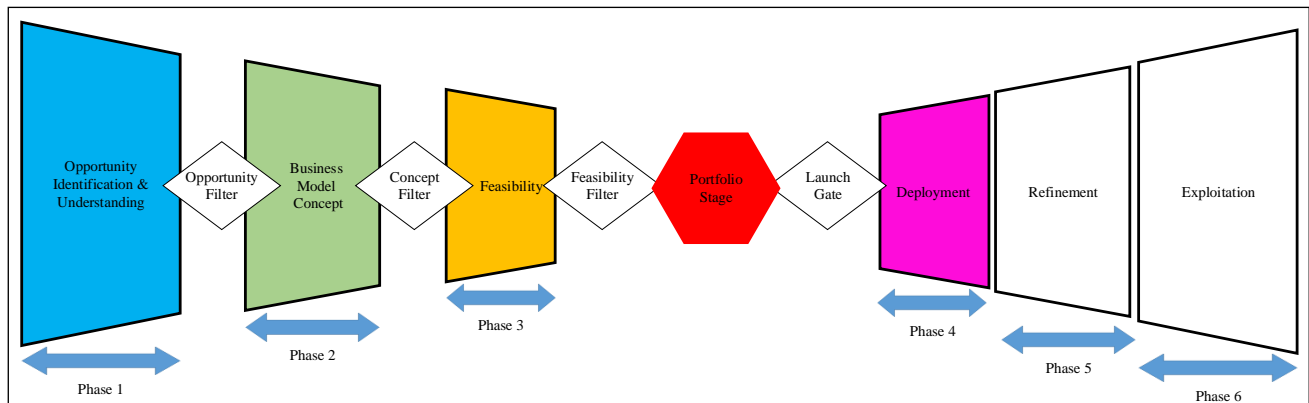 Opportunity
Identification &
Understanding
Opportunity
Filter
Business
Model
Concept
Concept
Filter
Feasibility
Feasibility
Filter
Portfolio
Stage
Launch
Gate
Deployment
Refinement
Exploitation
Phase 1
Phase 2
Phase 3
Phase 4
Phase 5
Phase 6